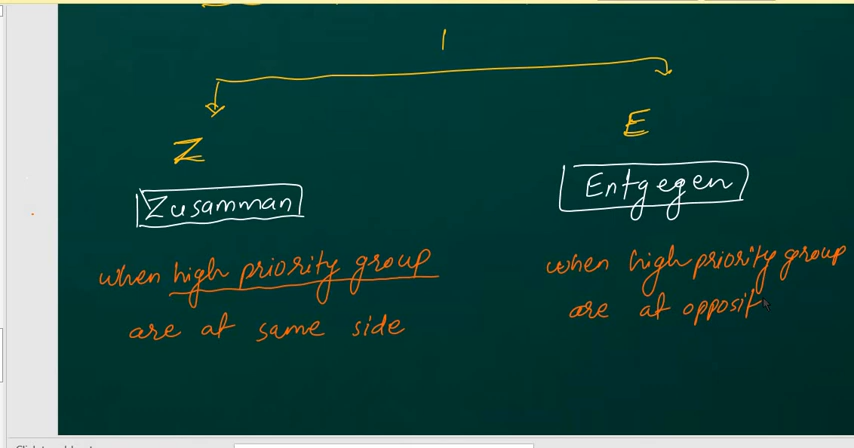 Z
E
Zusamman
Entgegen
when high priority group
are at same side
when high priority group
are at opposit